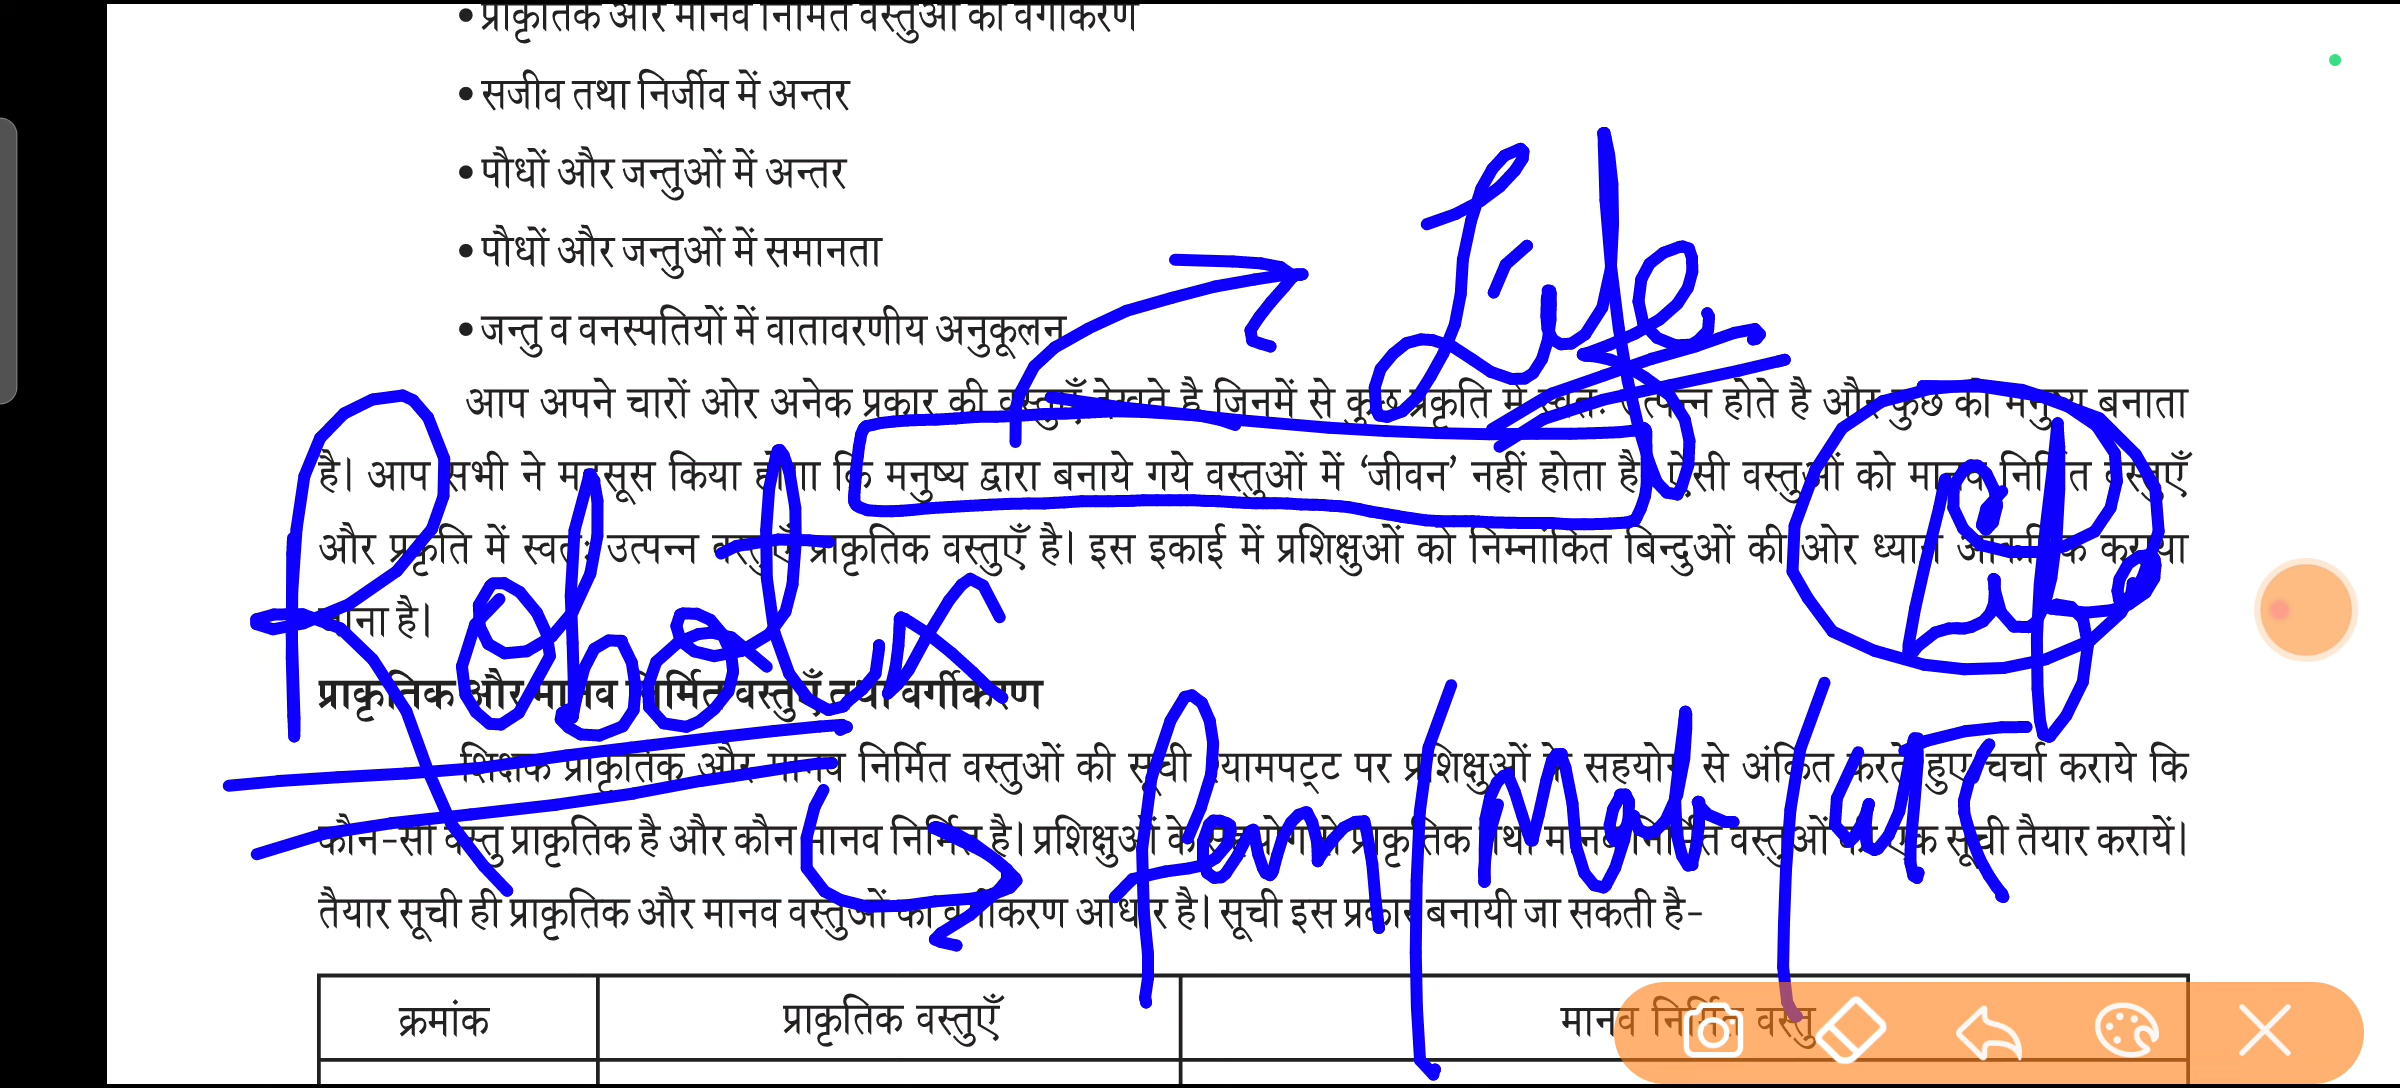 • प्राकृतिक और मानव निर्मित वस्तुओं का वर्गीकरण
• सजीव तथा निर्जीव में अन्तर
• पौधों और जन्तुओं में अन्तर
• पौधों और जन्तुओं में समानता
• जन्तु व वनस्पतियों में वातावरणीय अनुकूलन
Life
आप अपने चारों ओर अनेक प्रकार की वस्तुएँ देखते है जिनमें से कुछ प्रकृति में स्वतः उत्पन्न होते है और कुछ को मनुष्य बनाता
है। आप सभी ने महसूस किया होगा कि मनुष्य द्वारा बनाये गये वस्तुओं में ‘जीवन’ नहीं होता है। ऐसी वस्तुओं को मानव निर्मित वस्तुएँ
और प्रकृति में स्वतः उत्पन्न वस्तुएँ प्राकृतिक वस्तुएँ है। इस इकाई में प्रशिक्षुओं को निम्नांकित बिन्दुओं की ओर ध्यान आकर्षित कराया
जाना है।
Life
Robot
प्राकृतिक और मानव निर्मित वस्तुएँ तथा वर्गीकरण
शिक्षक प्राकृतिक और मानव निर्मित वस्तुओं की सूची श्यामपट्ट पर प्रशिक्षुओं के सहयोग से अंकित करते हुए चर्चा कराये कि
कौन-सी वस्तु प्राकृतिक है और कौन मानव निर्मित है। प्रशिक्षुओं के सहयोग से प्राकृतिक तथा मानव निर्मित वस्तुओं की एक सूची तैयार करायें।
Pen
तैयार सूची ही प्राकृतिक और मानव वस्तुओं का वर्गीकरण आधार है। सूची इस प्रकार बनायी जा सकती है-
क्रमांक प्राकृतिक वस्तुएँ मानव निर्मित वस्तु